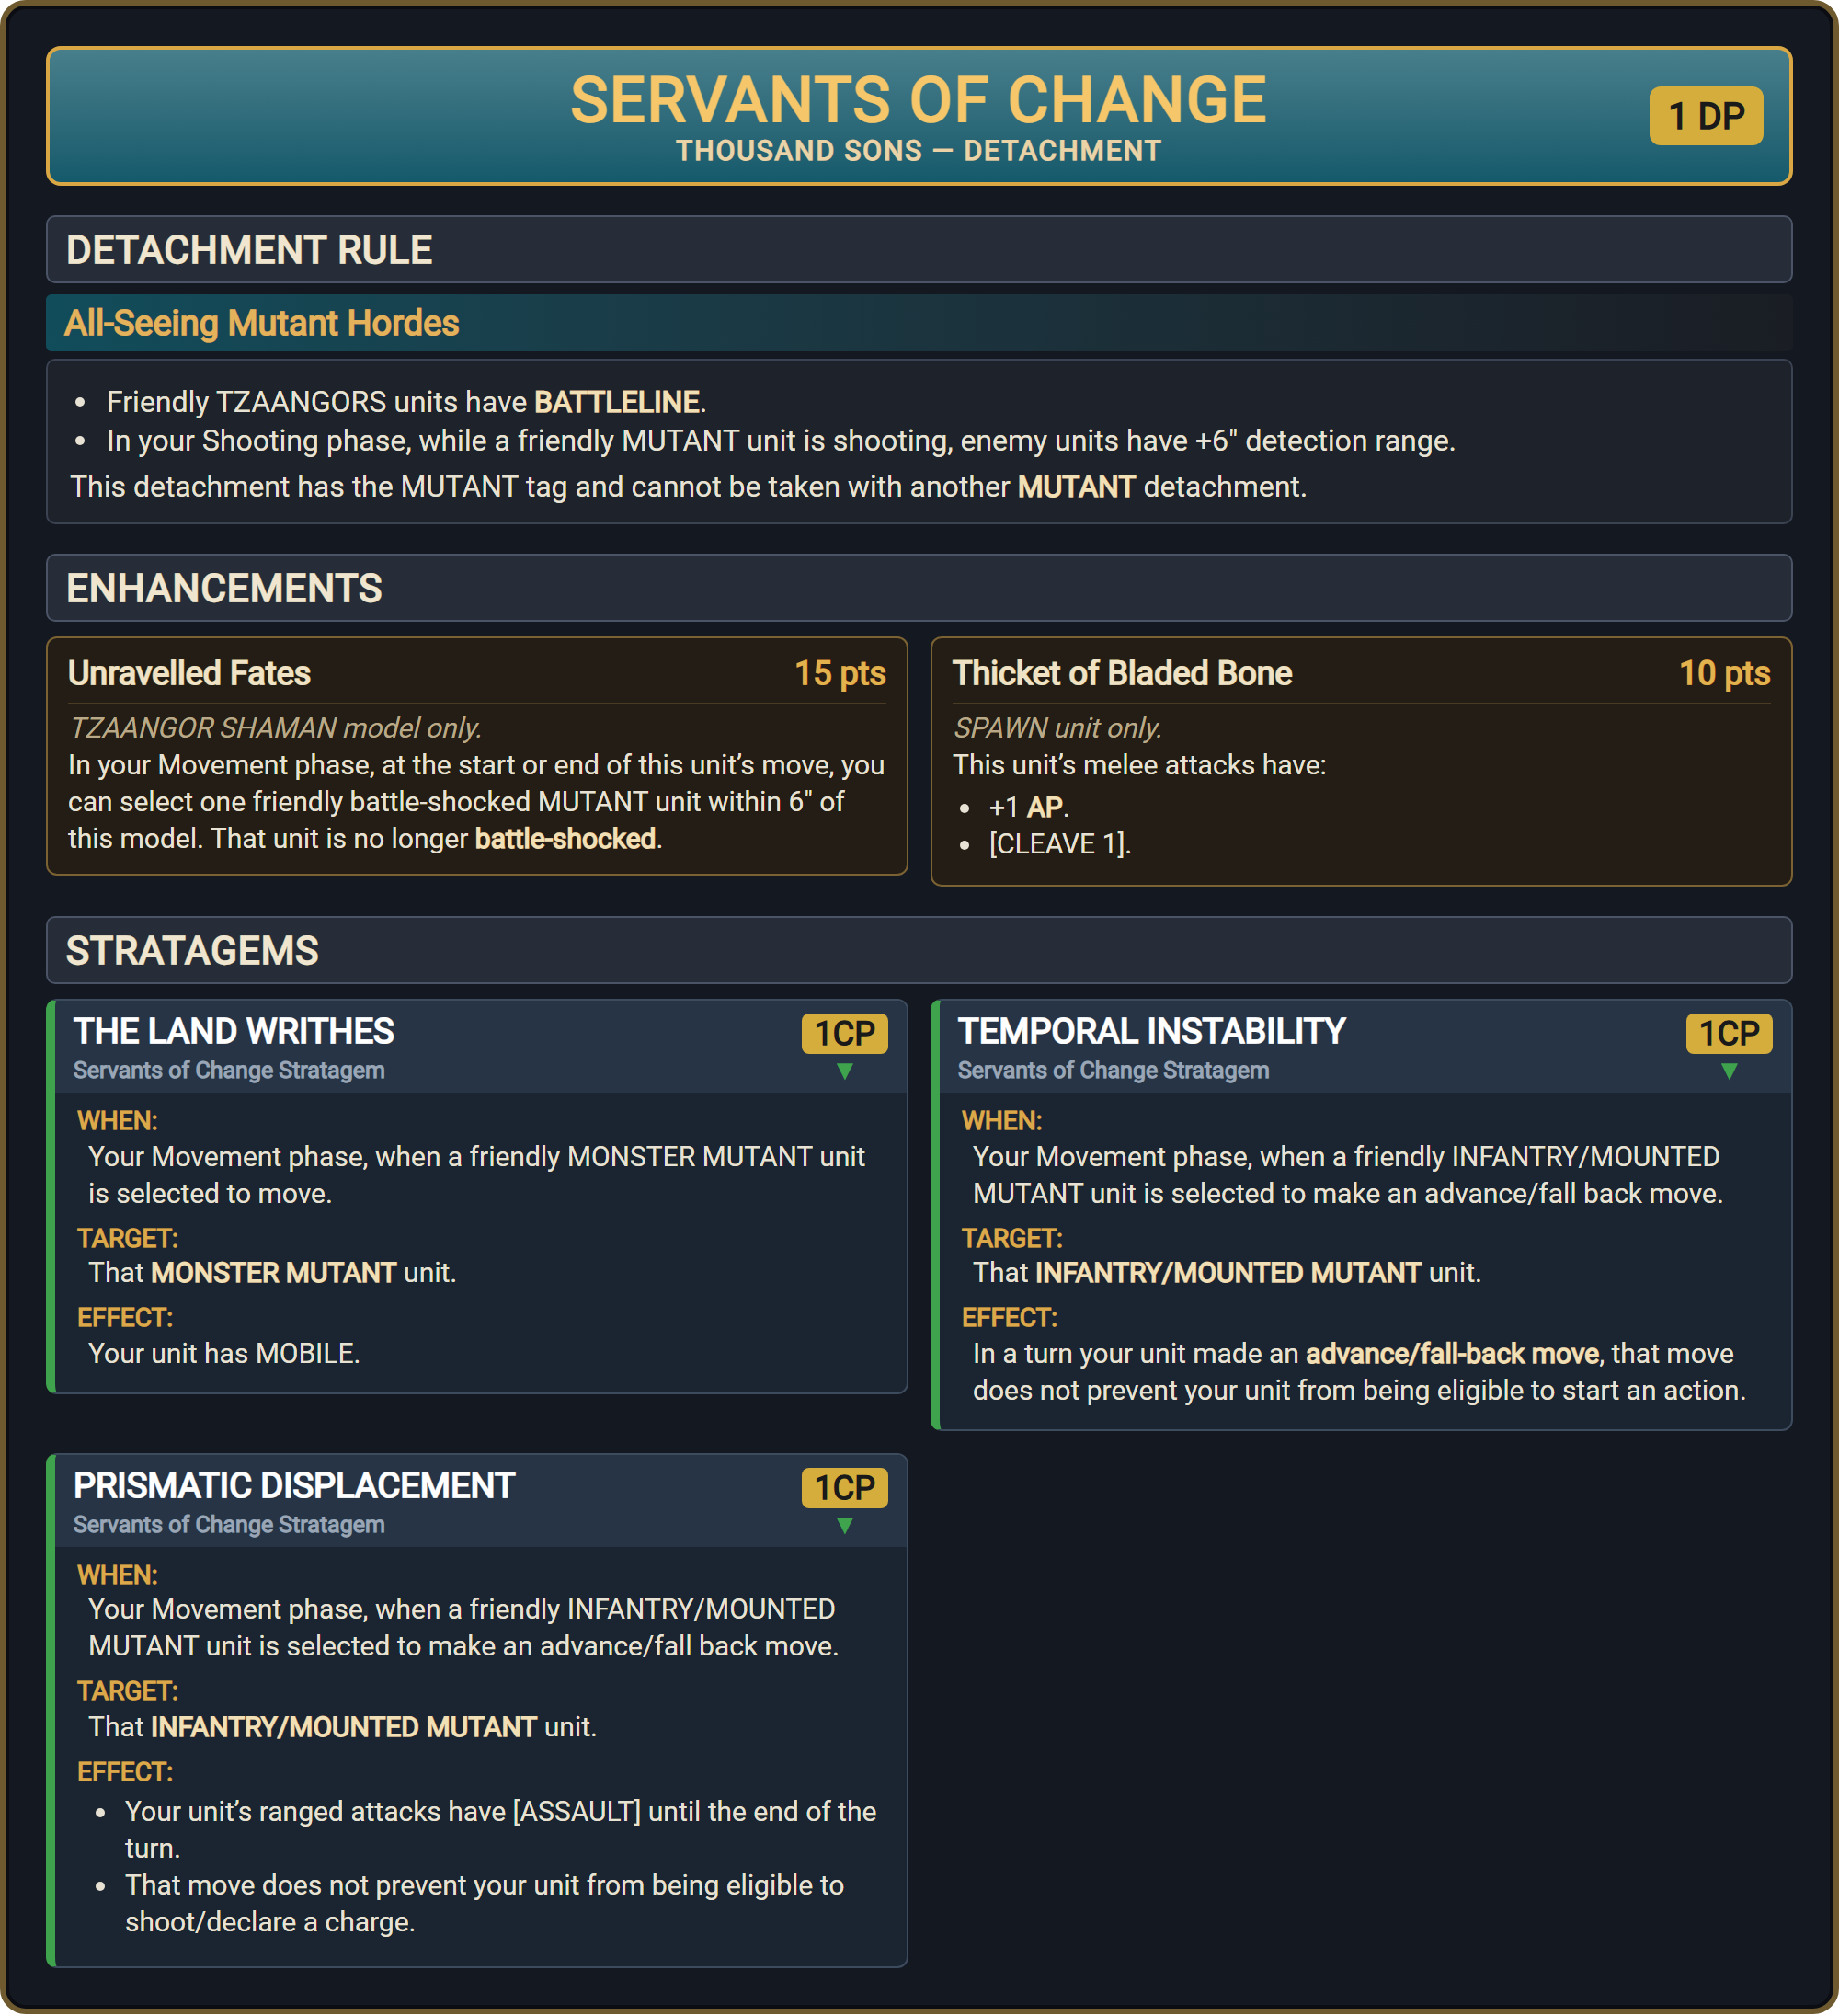 SERVANTS OF CHANGE
THOUSAND SONS — DETACHMENT
1 DP
DETACHMENT RULE
All-Seeing Mutant Hordes
• Friendly TZAANGORS units have BATTLELINE.
• In your Shooting phase, while a friendly MUTANT unit is shooting, enemy units have +6" detection range.
This detachment has the MUTANT tag and cannot be taken with another MUTANT detachment.
ENHANCEMENTS
Unravelled Fates 15 pts
TZAANGOR SHAMAN model only.
In your Movement phase, at the start or end of this unit’s move, you
can select one friendly battle-shocked MUTANT unit within 6" of
this model. That unit is no longer battle-shocked.
Thicket of Bladed Bone 10 pts
SPAWN unit only.
This unit’s melee attacks have:
• +1 AP.
• [CLEAVE 1].
STRATAGEMS
THE LAND WRITHES 1CP
Servants of Change Stratagem ▼
WHEN:
Your Movement phase, when a friendly MONSTER MUTANT unit
is selected to move.
TARGET:
That MONSTER MUTANT unit.
EFFECT:
Your unit has MOBILE.
TEMPORAL INSTABILITY 1CP
Servants of Change Stratagem ▼
WHEN:
Your Movement phase, when a friendly INFANTRY/MOUNTED
MUTANT unit is selected to make an advance/fall back move.
TARGET:
That INFANTRY/MOUNTED MUTANT unit.
EFFECT:
In a turn your unit made an advance/fall-back move, that move
does not prevent your unit from being eligible to start an action.
PRISMATIC DISPLACEMENT 1CP
Servants of Change Stratagem ▼
WHEN:
Your Movement phase, when a friendly INFANTRY/MOUNTED
MUTANT unit is selected to make an advance/fall back move.
TARGET:
That INFANTRY/MOUNTED MUTANT unit.
EFFECT:
• Your unit’s ranged attacks have [ASSAULT] until the end of the
turn.
• That move does not prevent your unit from being eligible to
shoot/declare a charge.